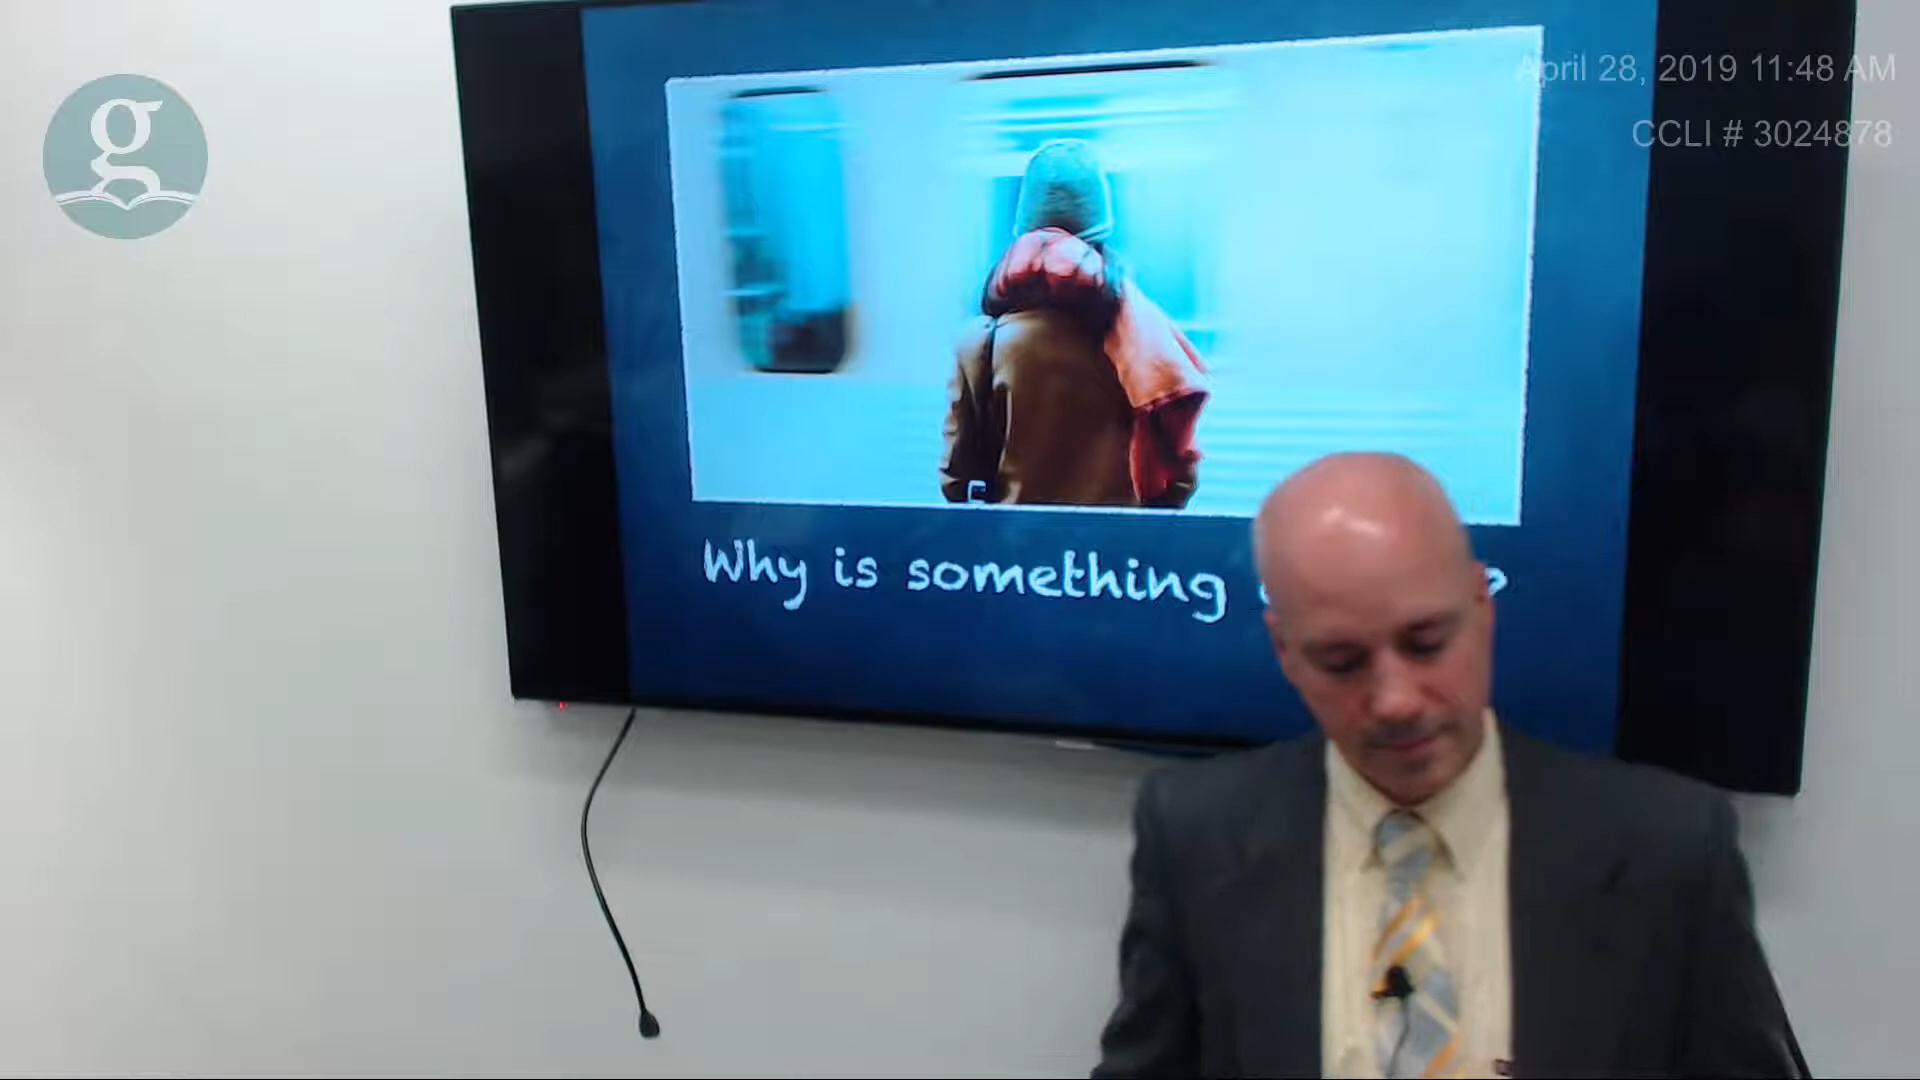 g
April 28, 2019 11:48 AM
CCLI # 3024878
Why is something ?